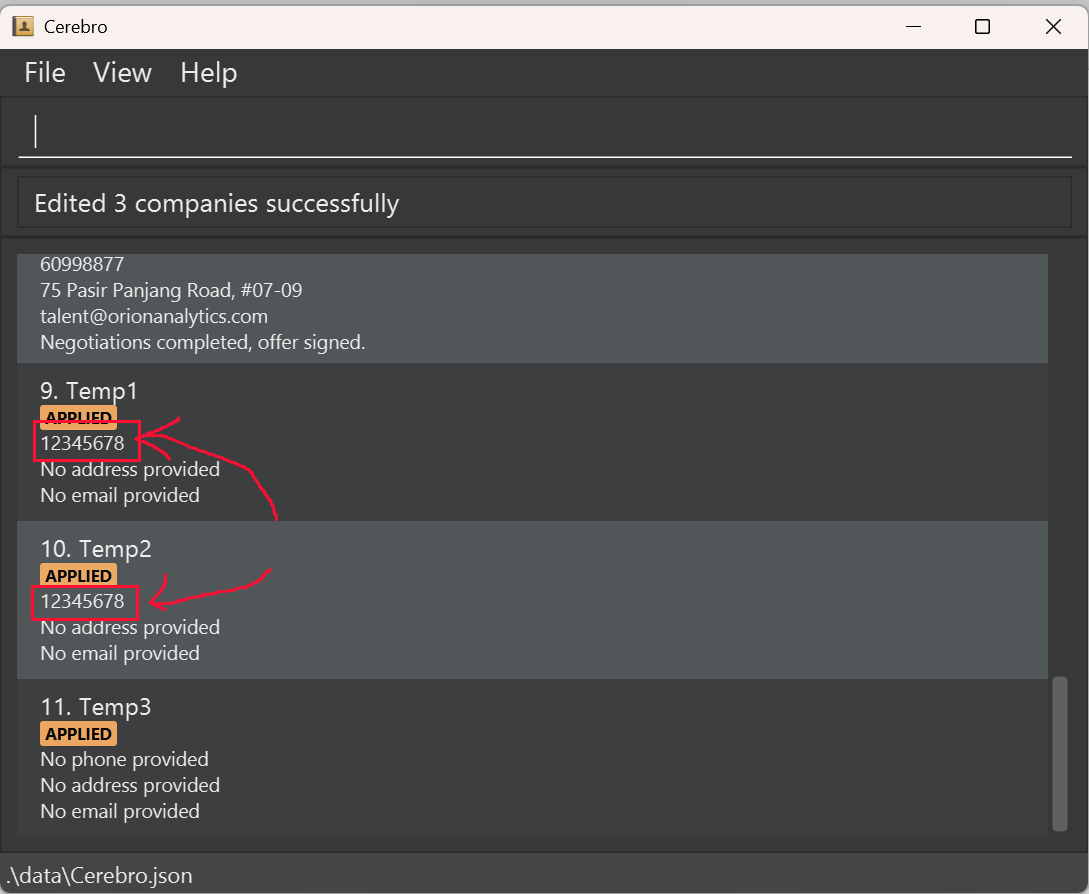 Cerebro
File View Help
Edited 3 companies successfully
60998877
75 Pasir Panjang Road, #07-09
talent@orionanalytics.com
Negotiations completed, offer signed.
9. Temp1
APPLIED
12345678
No address provided
No email provided
10. Temp2
APPLIED
12345678
No address provided
No email provided
11. Temp3
APPLIED
No phone provided
No address provided
No email provided
.\data\Cerebro.json